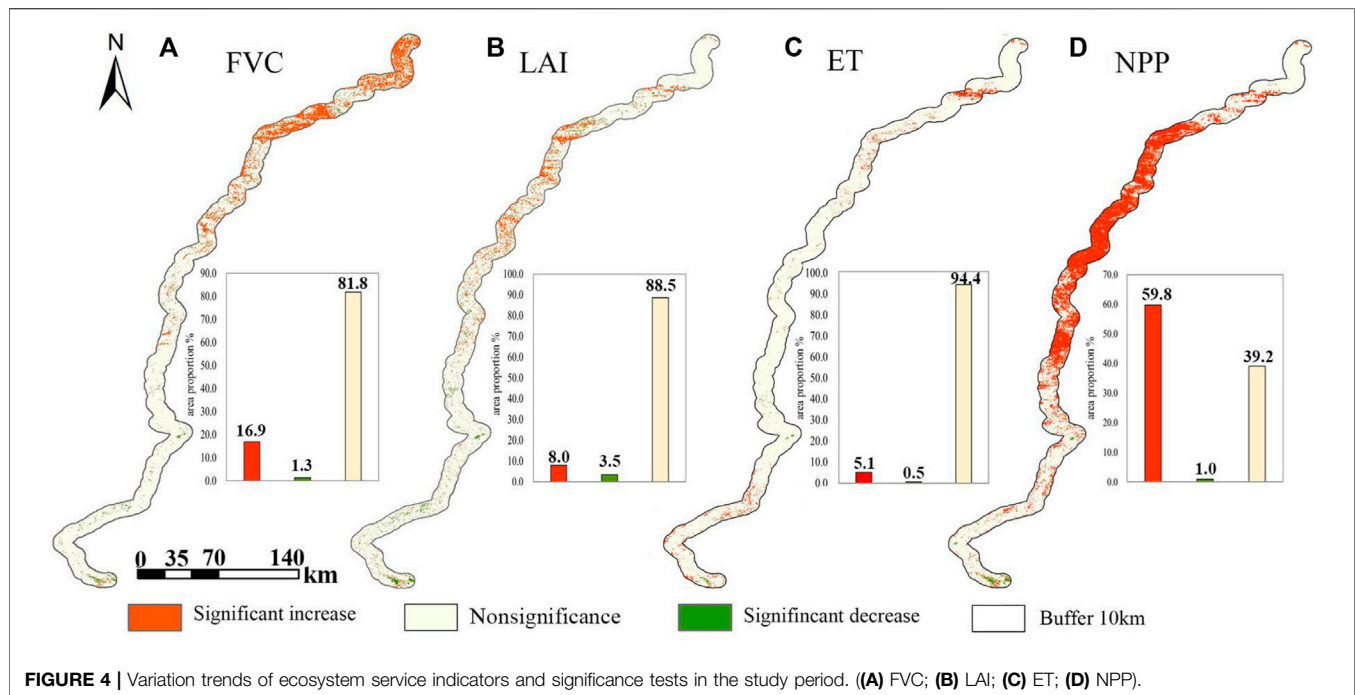 N
A
FVC
B
LAI
C
ET
D
NPP
area proportion %
90.0
80.0
70.0
60.0
50.0
40.0
30.0
20.0
10.0
0.0
16.9
1.3
81.8
area proportion %
100.0
90.0
80.0
70.0
60.0
50.0
40.0
30.0
20.0
10.0
0.0
8.0
3.5
88.5
area proportion %
100.0
90.0
80.0
70.0
60.0
50.0
40.0
30.0
20.0
10.0
0.0
5.1
0.5
94.4
area proportion %
70.0
60.0
50.0
40.0
30.0
20.0
10.0
0.0
59.8
1.0
39.2
0 35 70 140
km
Significant increase
Nonsignificance
Signifincant decrease
Buffer 10km
FIGURE 4 | Variation trends of ecosystem service indicators and significance tests in the study period. ((A) FVC; (B) LAI; (C) ET; (D) NPP).